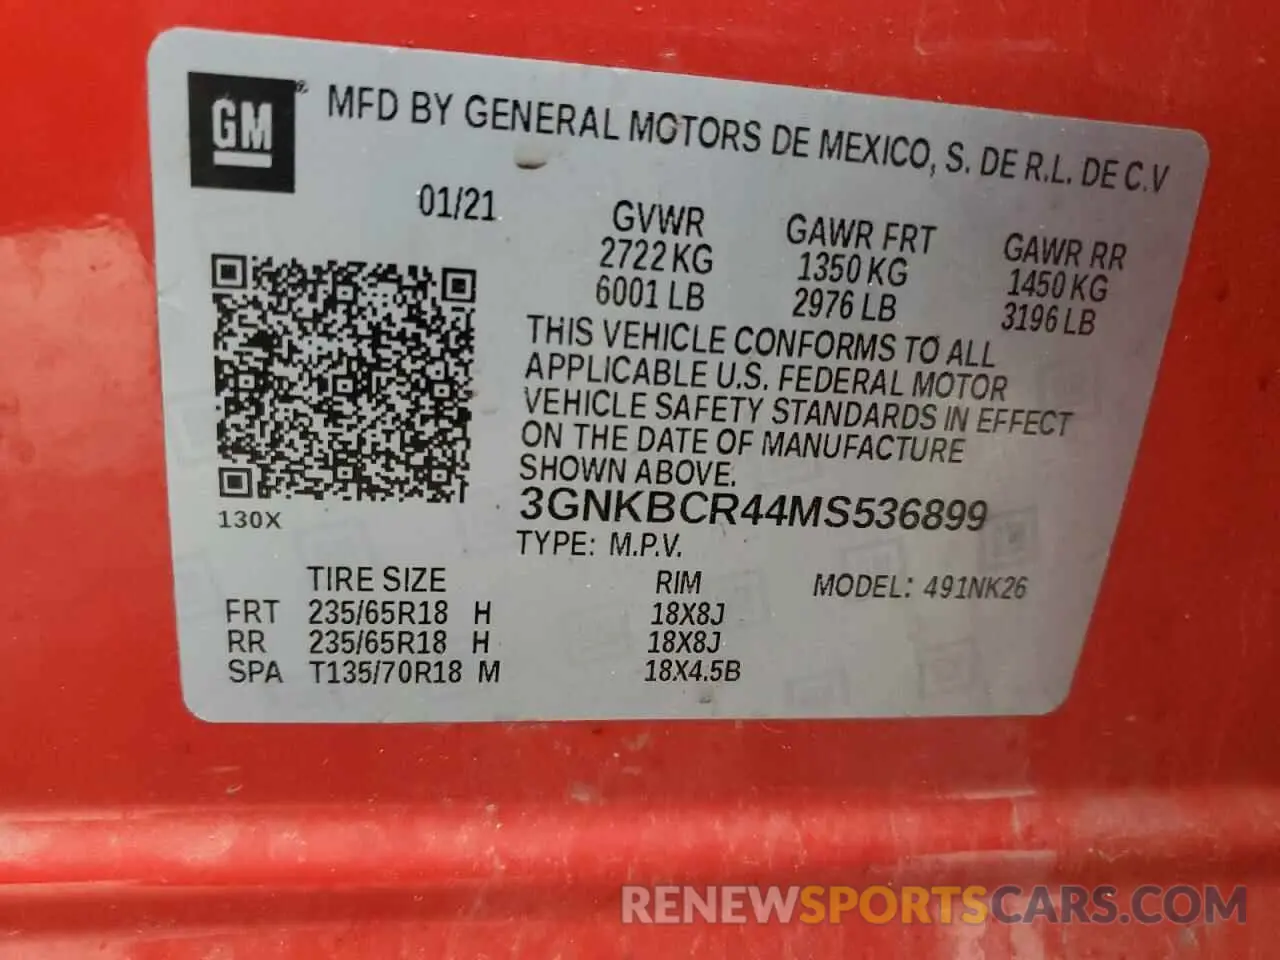 GM ® MFD BY GENERAL MOTORS DE MEXICO, S. DE R.L. DE C.V
01/21 GVWR GAWR FRT GAWR RR
2722 KG 1350 KG 1450 KG
6001 LB 2976 LB 3196 LB
THIS VEHICLE CONFORMS TO ALL
APPLICABLE U.S. FEDERAL MOTOR
VEHICLE SAFETY STANDARDS IN EFFECT
ON THE DATE OF MANUFACTURE
SHOWN ABOVE.
3GNKBCR44MS536899
130X
TYPE: M.P.V.
TIRE SIZE RIM MODEL: 491NK26
FRT 235/65R18 H 18X8J
RR 235/65R18 H 18X8J
SPA T135/70R18 M 18X4.5B
RENEWSPORTSCARS.COM